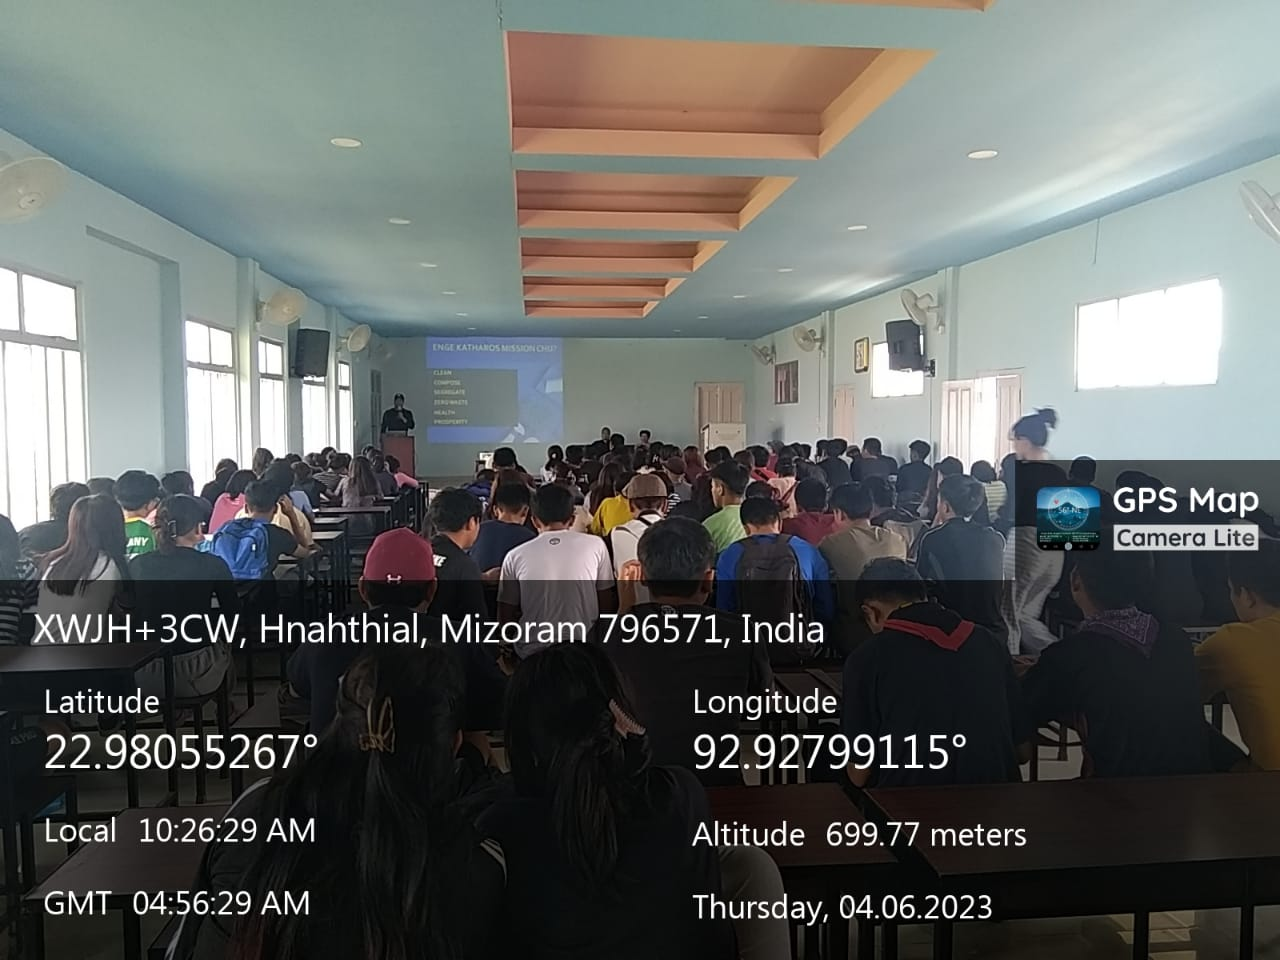 ENGE KATHAROS MISSION CHU?
CLEAN
COMPOSE
SEGREGATE
ZERO WASTE
HEALTH
PROSPERITY
ANY
GPS Map
Camera Lite
XWJH+3CW, Hnahthial, Mizoram 796571, India
Latitude
22.98055267°
Longitude
92.92799115°
Local 10:26:29 AM
Altitude 699.77 meters
GMT 04:56:29 AM
Thursday, 04.06.2023